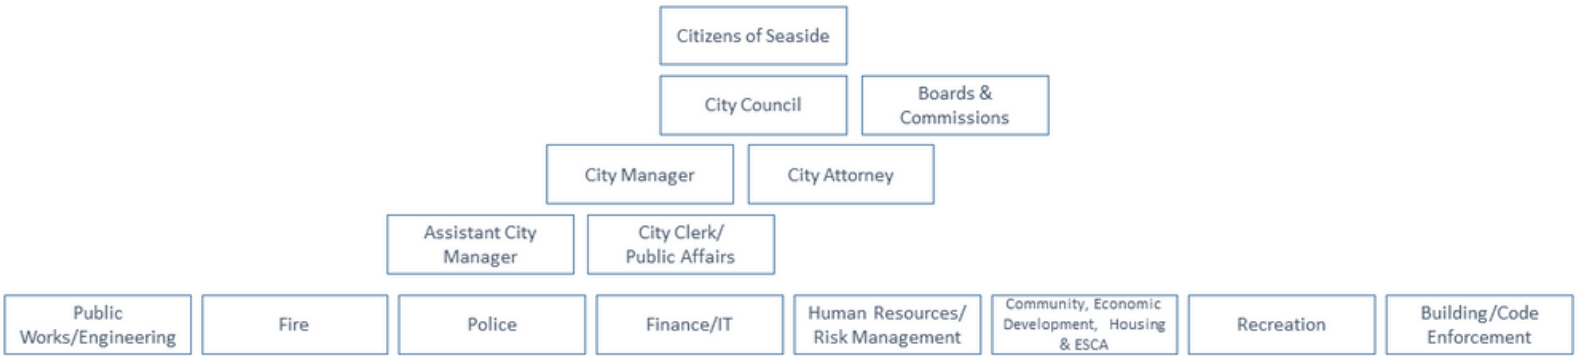 Citizens of Seaside
City Council
Boards &
Commissions
City Manager
City Attorney
Assistant City
Manager
City Clerk/
Public Affairs
Public
Works/Engineering
Fire
Police
Finance/IT
Human Resources/
Risk Management
Community, Economic
Development, Housing
& ESCA
Recreation
Building/Code
Enforcement